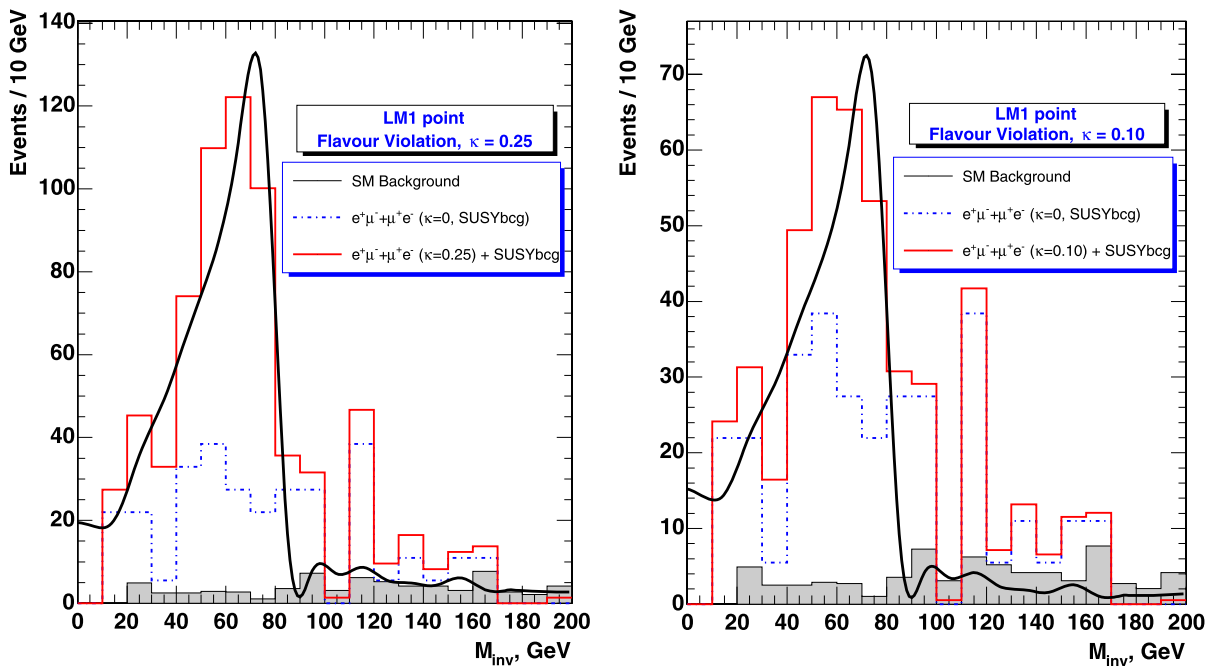 Events / 10 GeV
140
120
100
80
60
40
20
0
LM1 point
Flavour Violation, κ = 0.25
SM Background
e⁺μ⁻+μ⁺e⁻ (κ=0, SUSYbcg)
e⁺μ⁻+μ⁺e⁻ (κ=0.25) + SUSYbcg
0 20 40 60 80 100 120 140 160 180 200
M_inv, GeV
Events / 10 GeV
70
60
50
40
30
20
10
0
LM1 point
Flavour Violation, κ = 0.10
SM Background
e⁺μ⁻+μ⁺e⁻ (κ=0, SUSYbcg)
e⁺μ⁻+μ⁺e⁻ (κ=0.10) + SUSYbcg
0 20 40 60 80 100 120 140 160 180 200
M_inv, GeV